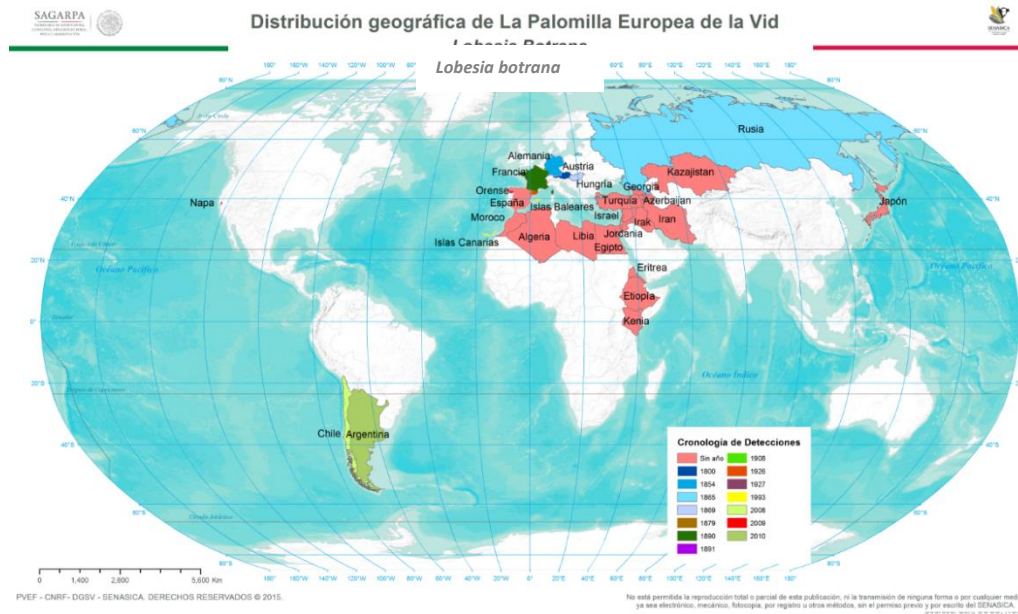 SAGARPA
Distribución geográfica de La Palomilla Europea de la Vid
Lobesia botrana
SENASICA
Rusia
Alemania
Austria
Kazajistan
Francia
Hungría
Georgia
Orense
Turquía
Azerbaijan
Napa
España
Islas Baleares
Japón
Israel
Irak
Iran
Moroco
Jordania
Islas Canarias
Algeria
Libia
Egipto
Océano Pacífico
Océano Pacífico
Eritrea
Etiopía
Kenia
Océano Índico
Chile
Argentina
Cronología de Detecciones
Sin año
1800
1854
1865
1869
1879
1890
1891
1908
1926
1927
1993
2008
2009
2010
0 1,400 2,800 5,600 Km
PVEF - CNRF- DGSV - SENASICA. DERECHOS RESERVADOS © 2015.
No está permitida la reproducción total o parcial de esta publicación, ni la transmisión de ninguna forma o por cualquier med
ya sea electrónico, mecánico, fotocopia, por registro u otros métodos, sin el permiso previo y por escrito del SENASICA